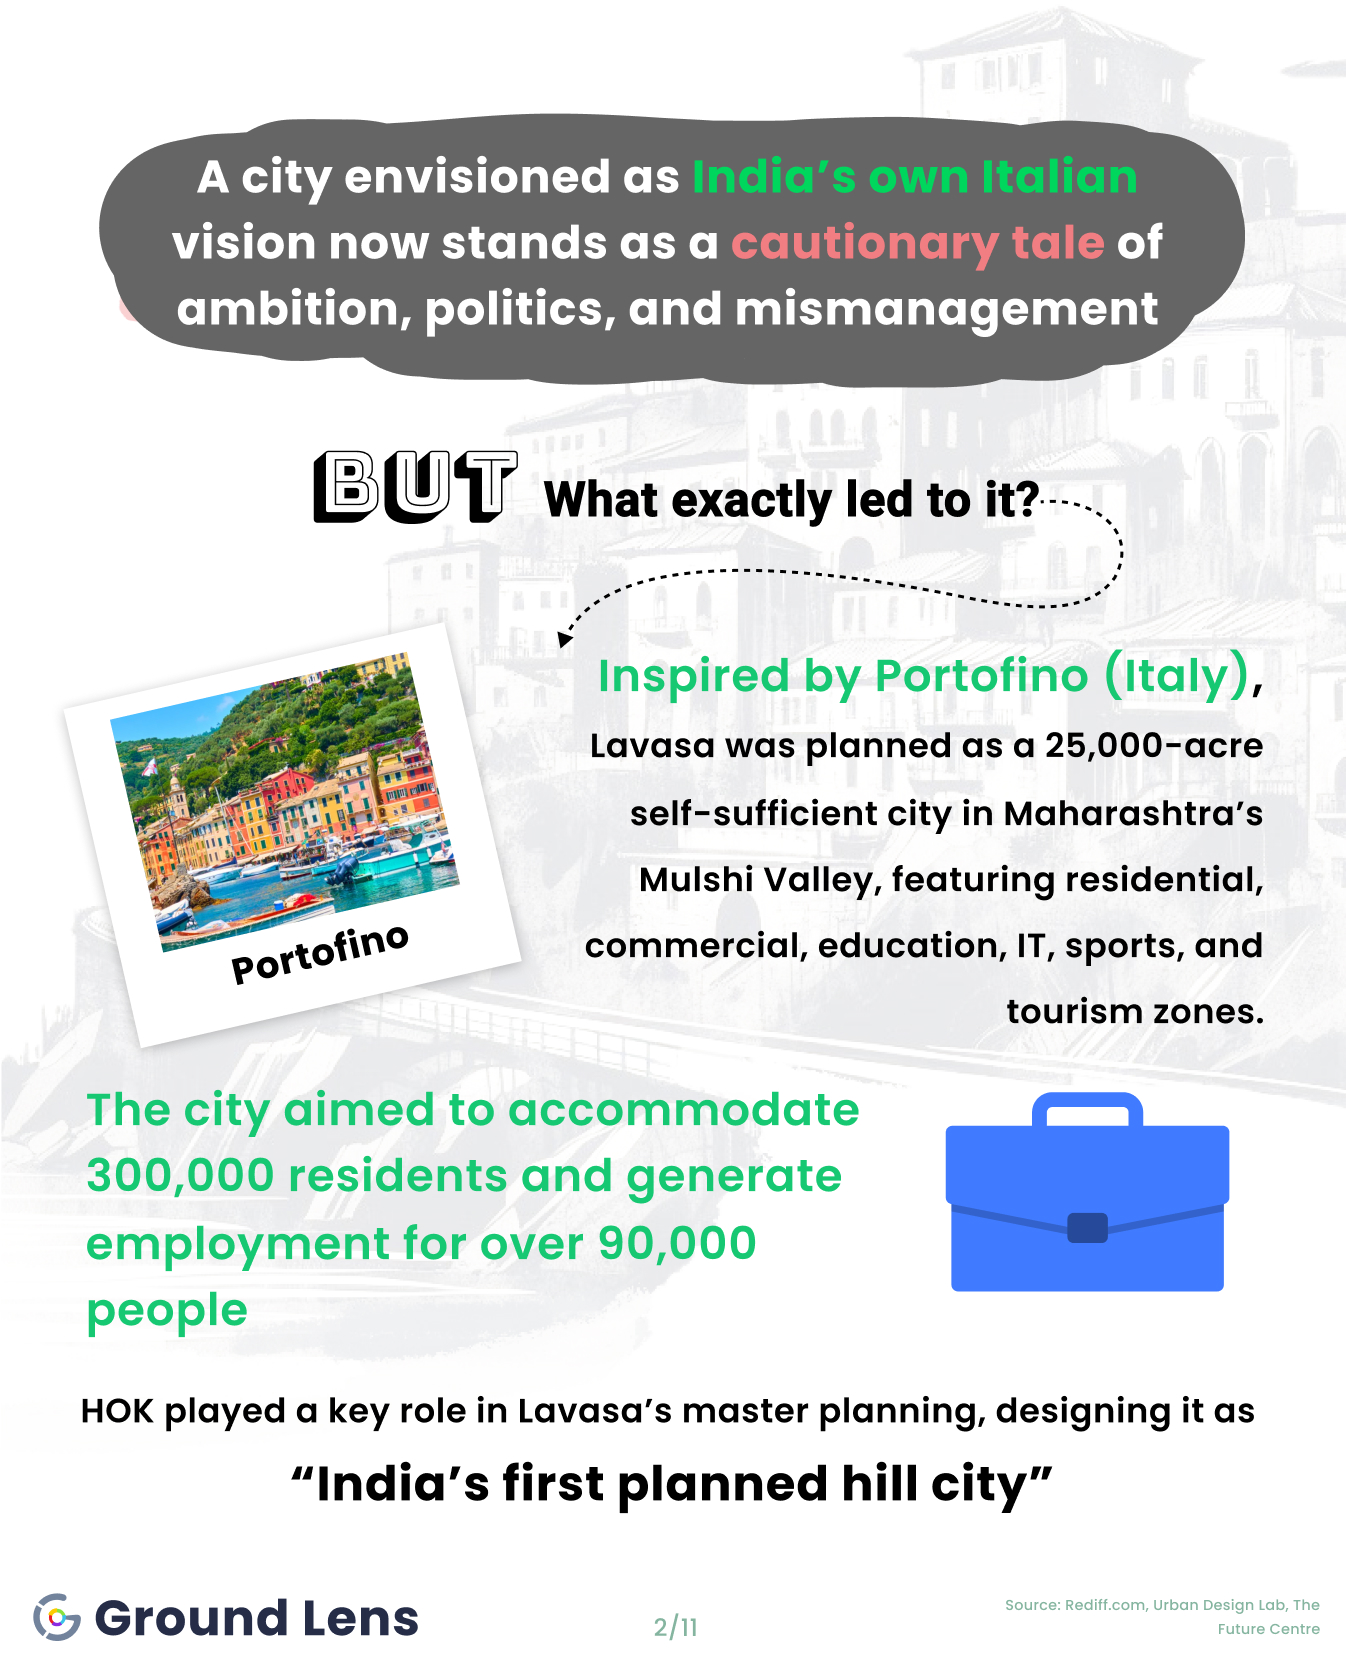 A city envisioned as India’s own Italian
vision now stands as a cautionary tale of
ambition, politics, and mismanagement
BUT What exactly led to it?
Inspired by Portofino (Italy),
Lavasa was planned as a 25,000-acre
self-sufficient city in Maharashtra’s
Mulshi Valley, featuring residential,
commercial, education, IT, sports, and
tourism zones.
Portofino
The city aimed to accommodate
300,000 residents and generate
employment for over 90,000
people
HOK played a key role in Lavasa’s master planning, designing it as
“India’s first planned hill city”
Ground Lens
2/11
Source: Rediff.com, Urban Design Lab, The
Future Centre